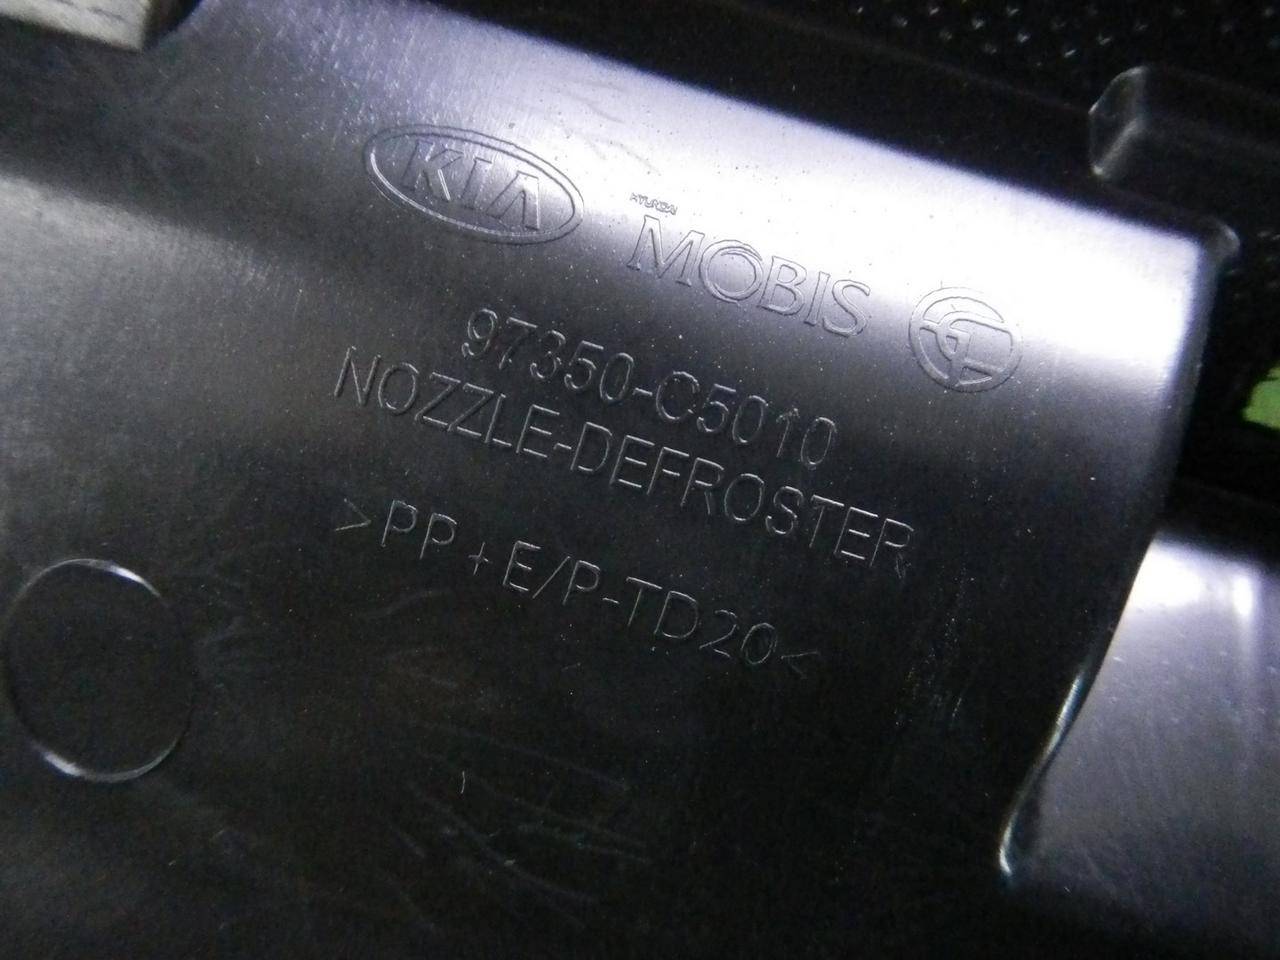 KIA
HYUNDAI
MOBIS
97350-C5010
NOZZLE-DEFROSTER
>PP+E/P-TD20<